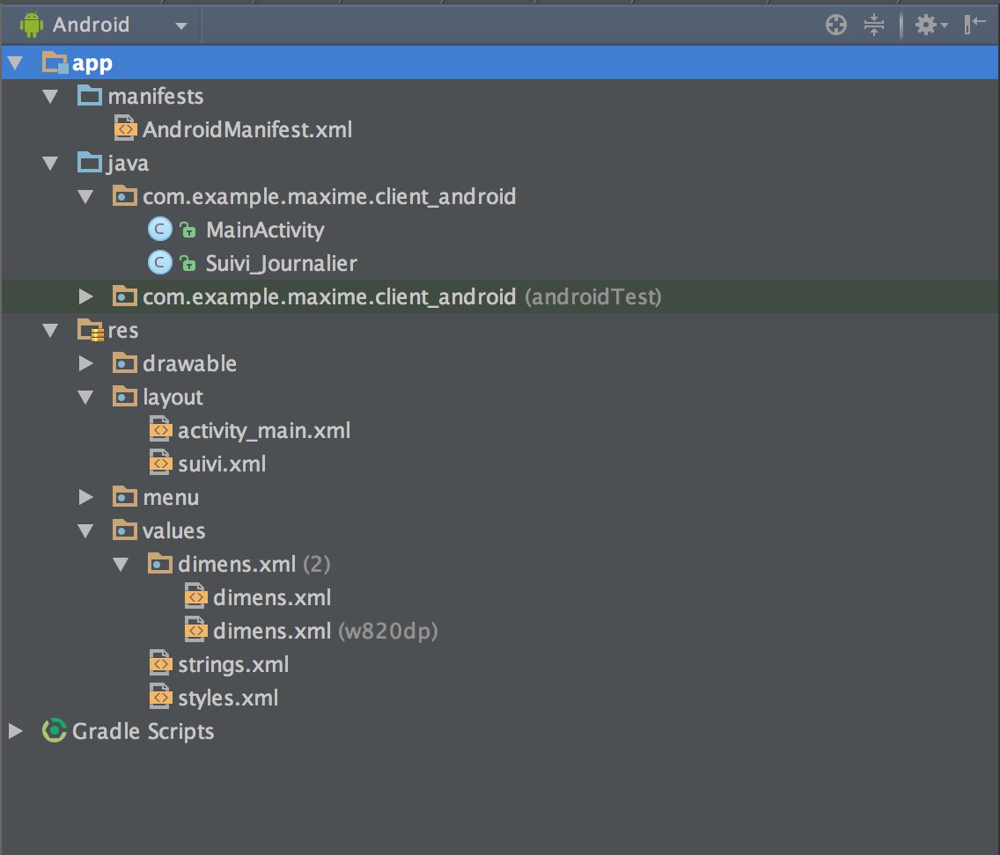 Android
app
manifests
AndroidManifest.xml
java
com.example.maxime.client_android
MainActivity
Suivi_Journalier
com.example.maxime.client_android (androidTest)
res
drawable
layout
activity_main.xml
suivi.xml
menu
values
dimens.xml (2)
dimens.xml
dimens.xml (w820dp)
strings.xml
styles.xml
Gradle Scripts